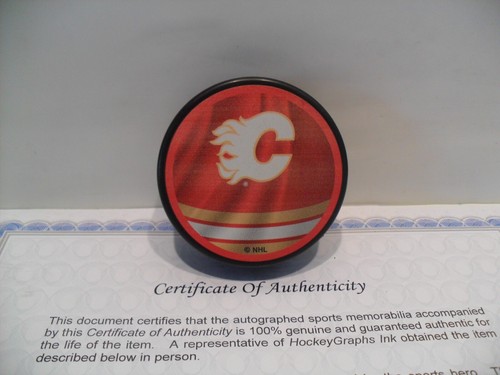 C
© NHL
Certificate Of Authenticity
This document certifies that the autographed sports memorabilia accompanied
by this Certificate of Authenticity is 100% genuine and guaranteed authentic for
the life of the item. A representative of HockeyGraphs Ink obtained the item
described below in person.
sports hero.